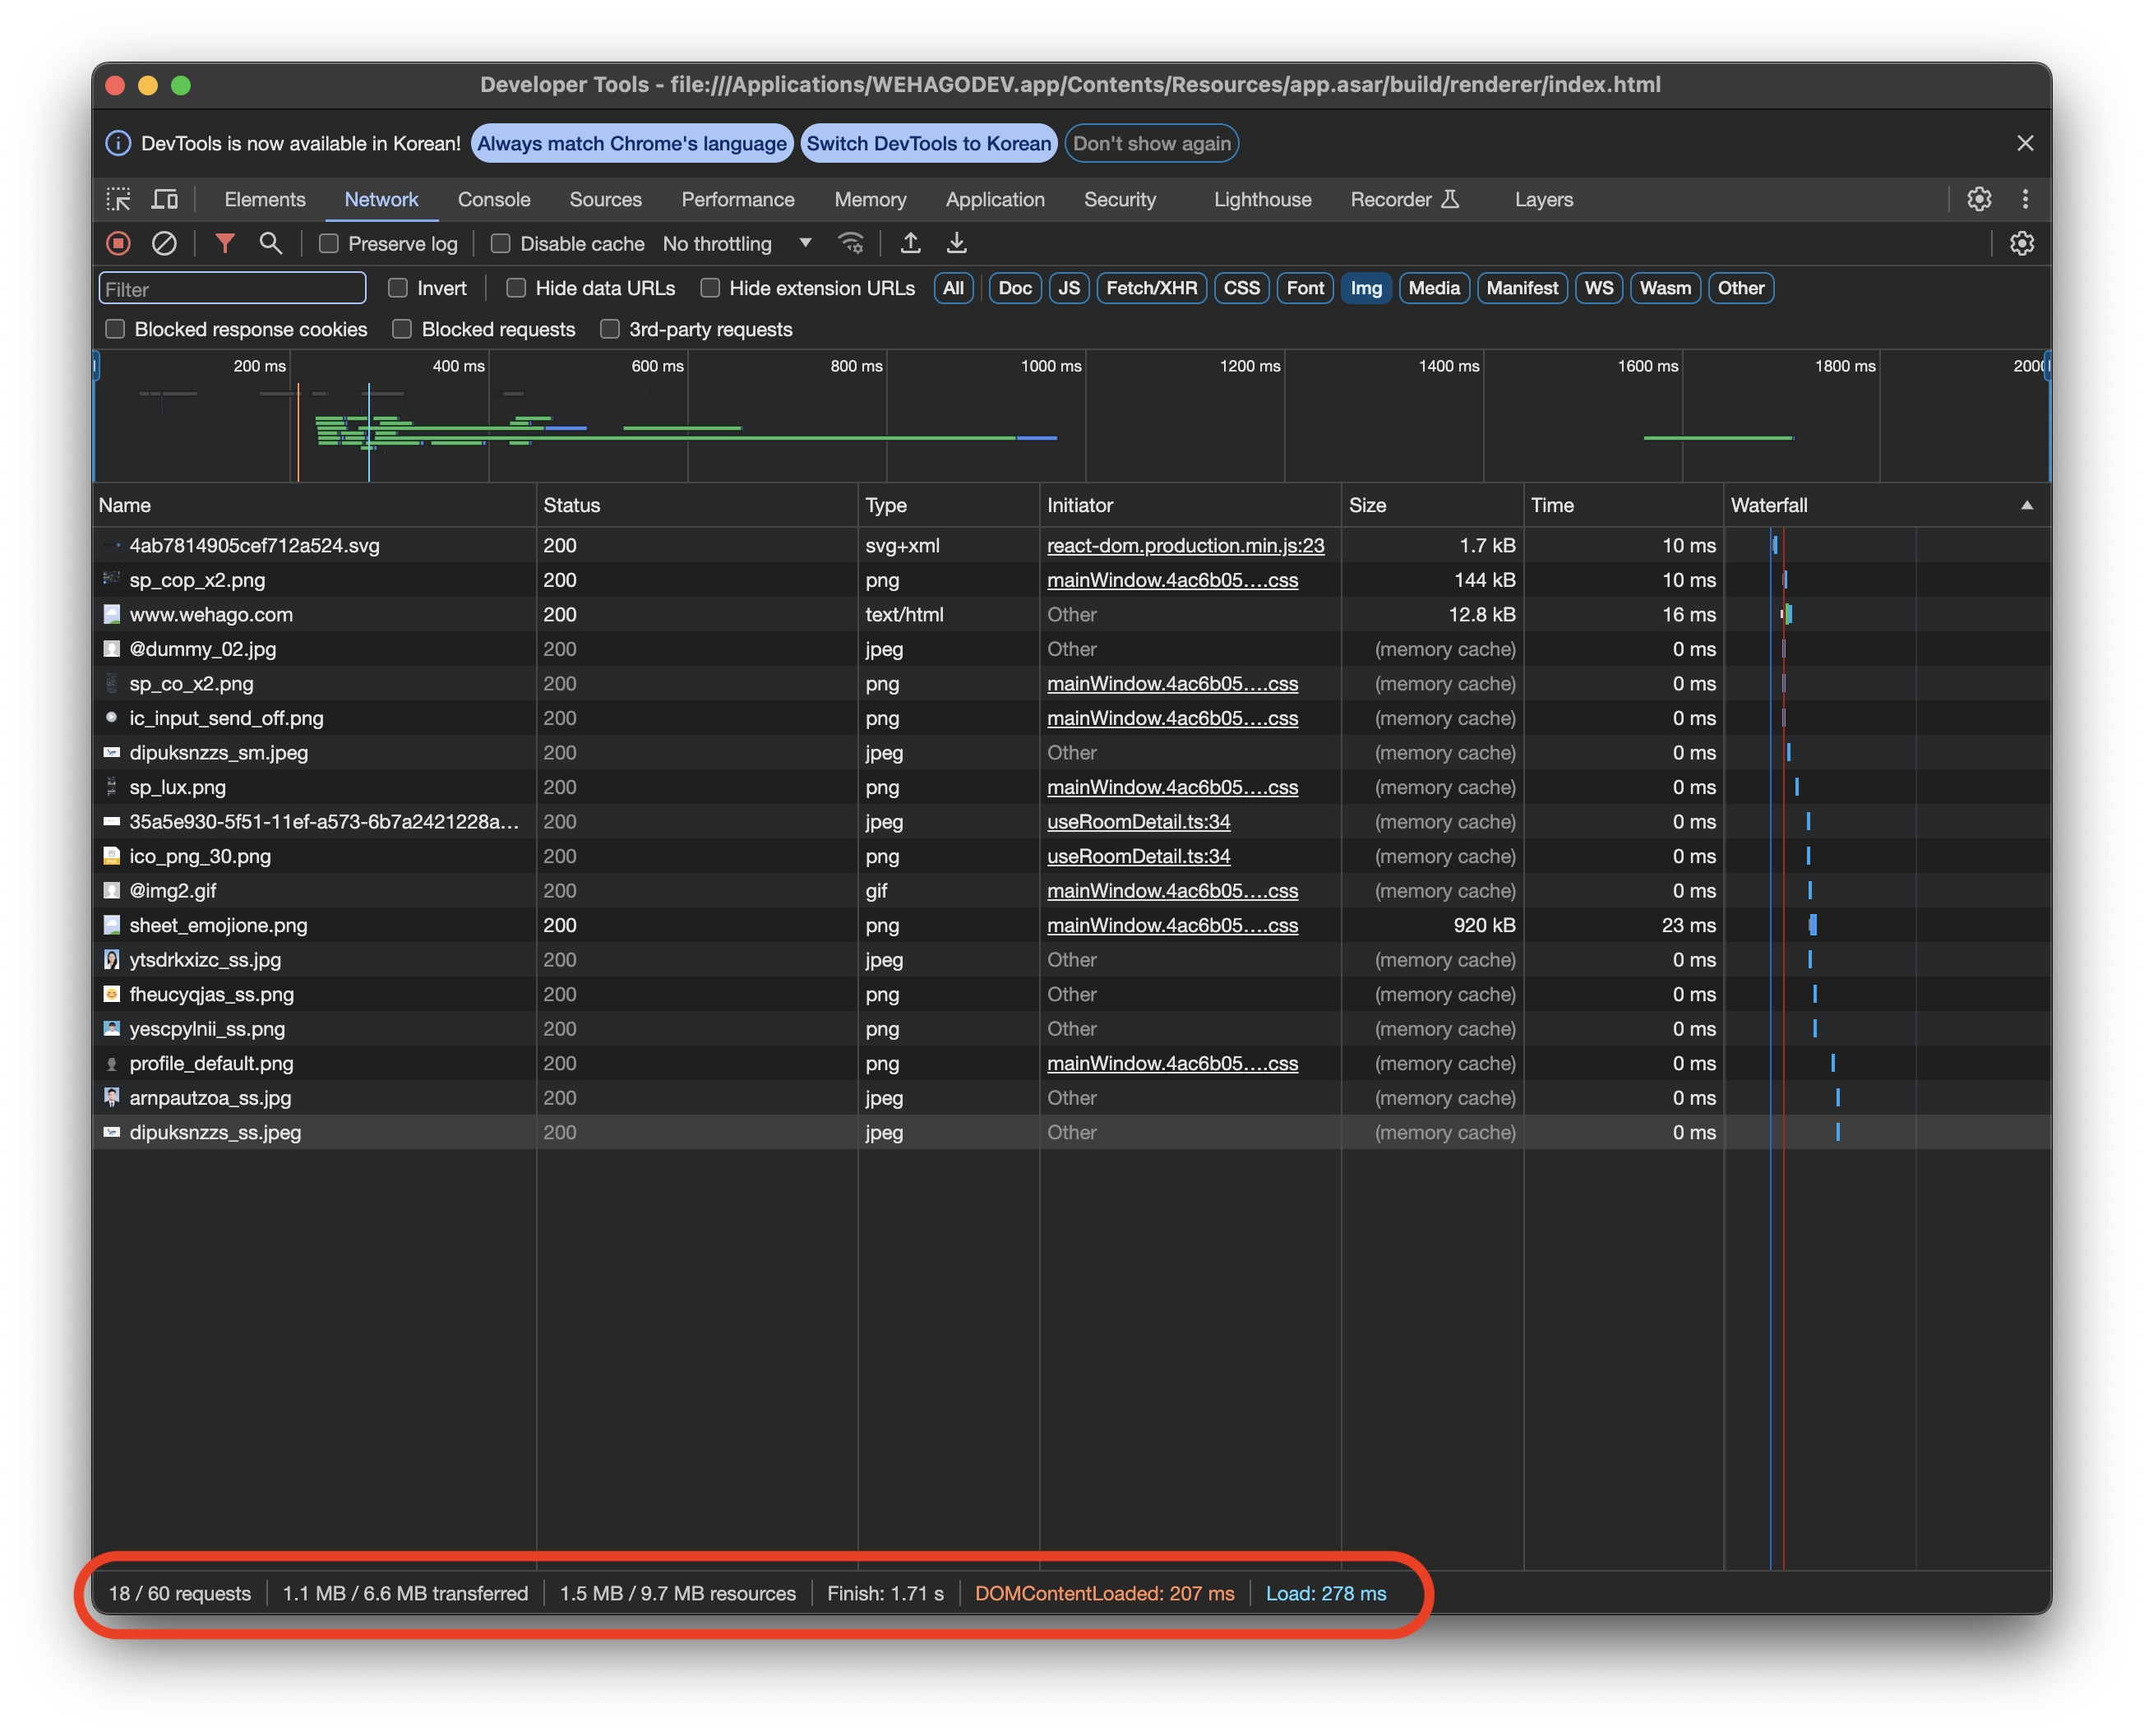 Developer Tools - file:///Applications/WEHAGODEV.app/Contents/Resources/app.asar/build/renderer/index.html
DevTools is now available in Korean! Always match Chrome's language Switch DevTools to Korean Don't show again
Elements Network Console Sources Performance Memory Application Security Lighthouse Recorder Layers
Preserve log Disable cache No throttling
Filter Invert Hide data URLs Hide extension URLs All Doc JS Fetch/XHR CSS Font Img Media Manifest WS Wasm Other
Blocked response cookies Blocked requests 3rd-party requests
200 ms 400 ms 600 ms 800 ms 1000 ms 1200 ms 1400 ms 1600 ms 1800 ms 2000
Name Status Type Initiator Size Time Waterfall
4ab7814905cef712a524.svg 200 svg+xml react-dom.production.min.js:23 1.7 kB 10 ms
sp_cop_x2.png 200 png mainWindow.4ac6b05....css 144 kB 10 ms
www.wehago.com 200 text/html Other 12.8 kB 16 ms
@dummy_02.jpg 200 jpeg Other (memory cache) 0 ms
sp_co_x2.png 200 png mainWindow.4ac6b05....css (memory cache) 0 ms
ic_input_send_off.png 200 png mainWindow.4ac6b05....css (memory cache) 0 ms
dipuksnzzs_sm.jpeg 200 jpeg Other (memory cache) 0 ms
sp_lux.png 200 png mainWindow.4ac6b05....css (memory cache) 0 ms
35a5e930-5f51-11ef-a573-6b7a2421228a... 200 jpeg useRoomDetail.ts:34 (memory cache) 0 ms
ico_png_30.png 200 png useRoomDetail.ts:34 (memory cache) 0 ms
@img2.gif 200 gif mainWindow.4ac6b05....css (memory cache) 0 ms
sheet_emojione.png 200 png mainWindow.4ac6b05....css 920 kB 23 ms
ytsdrkxizc_ss.jpg 200 jpeg Other (memory cache) 0 ms
fheucyqjas_ss.png 200 png Other (memory cache) 0 ms
yescpylnii_ss.png 200 png Other (memory cache) 0 ms
profile_default.png 200 png mainWindow.4ac6b05....css (memory cache) 0 ms
arnpautzoa_ss.jpg 200 jpeg Other (memory cache) 0 ms
dipuksnzzs_ss.jpeg 200 jpeg Other (memory cache) 0 ms
18 / 60 requests 1.1 MB / 6.6 MB transferred 1.5 MB / 9.7 MB resources Finish: 1.71 s DOMContentLoaded: 207 ms Load: 278 ms